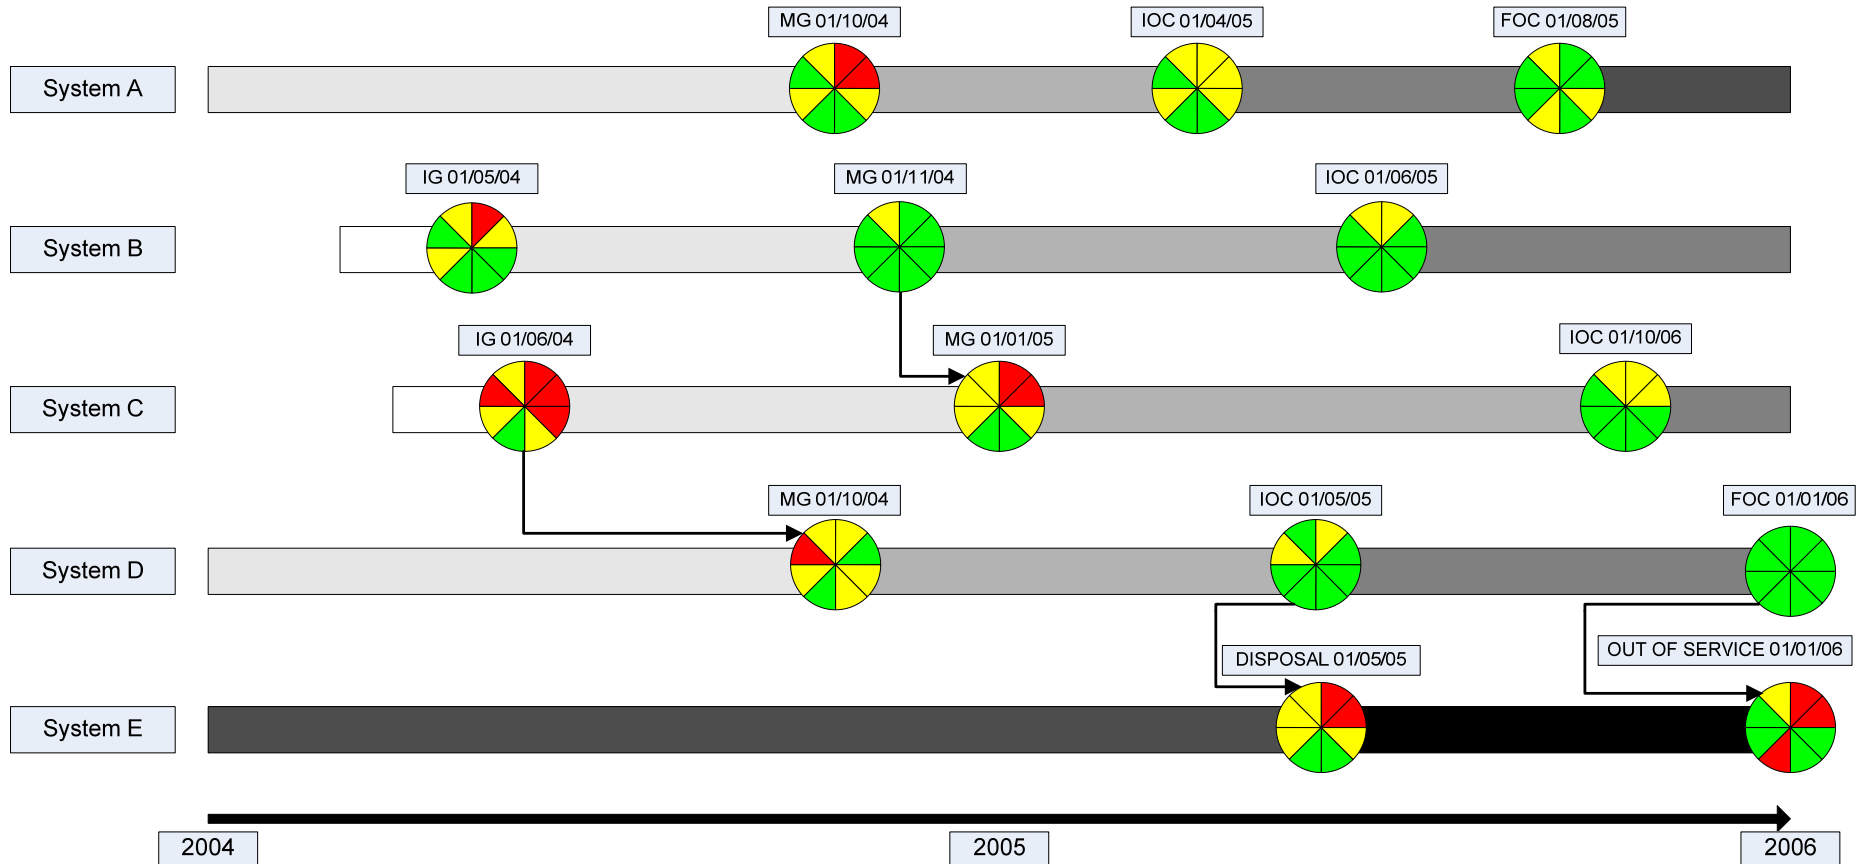 MG 01/10/04
IOC 01/04/05
FOC 01/08/05
System A
IG 01/05/04
MG 01/11/04
IOC 01/06/05
System B
IG 01/06/04
MG 01/01/05
IOC 01/10/06
System C
MG 01/10/04
IOC 01/05/05
FOC 01/01/06
System D
DISPOSAL 01/05/05
OUT OF SERVICE 01/01/06
System E
2004
2005
2006